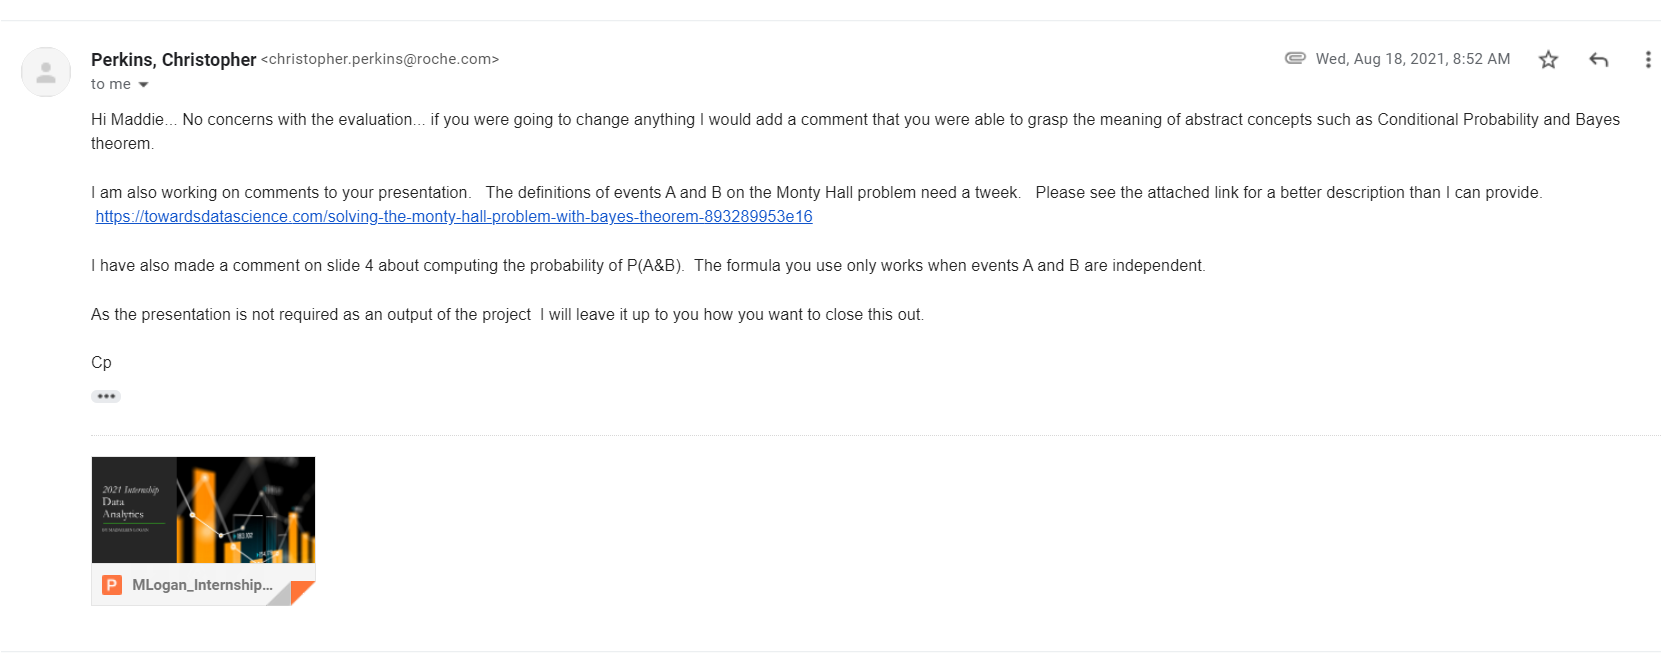 Perkins, Christopher <christopher.perkins@roche.com>
Wed, Aug 18, 2021, 8:52 AM
to me
Hi Maddie... No concerns with the evaluation... if you were going to change anything I would add a comment that you were able to grasp the meaning of abstract concepts such as Conditional Probability and Bayes
theorem.
I am also working on comments to your presentation.   The definitions of events A and B on the Monty Hall problem need a tweek.   Please see the attached link for a better description than I can provide.
https://towardsdatascience.com/solving-the-monty-hall-problem-with-bayes-theorem-893289953e16
I have also made a comment on slide 4 about computing the probability of P(A&B).  The formula you use only works when events A and B are independent.
As the presentation is not required as an output of the project  I will leave it up to you how you want to close this out.
Cp
2021 Internship
Data
Analytics
P MLogan_Internship...